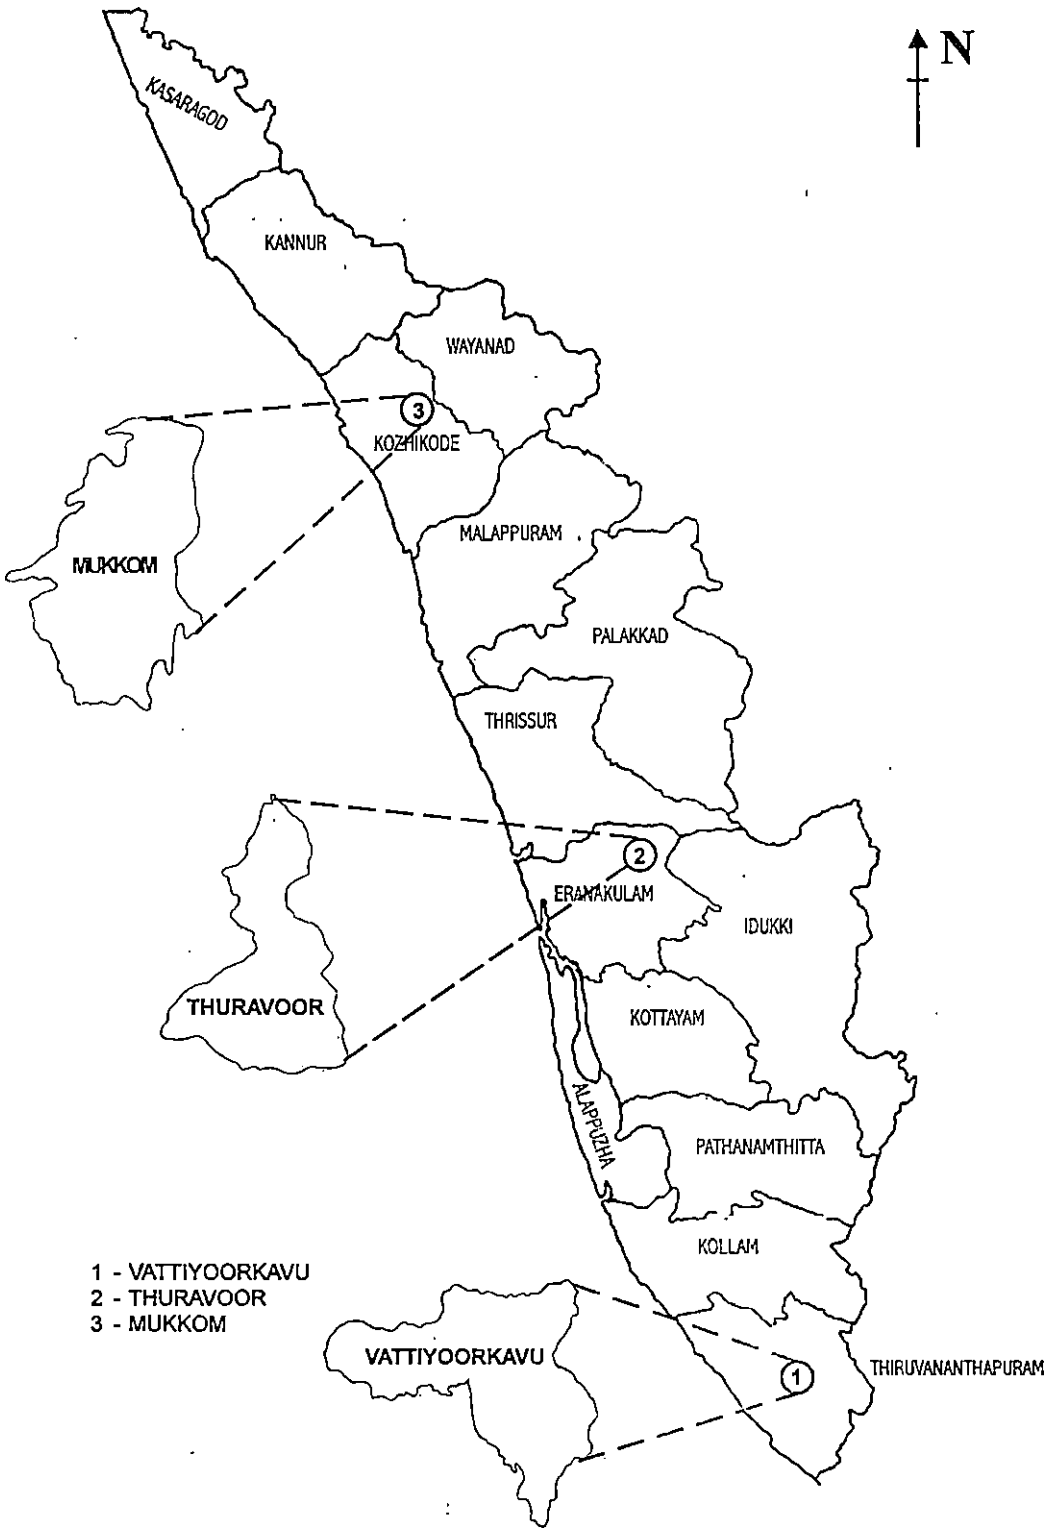 N
KASARAGOD
KANNUR
WAYANAD
3
KOZHIKODE
MALAPPURAM
MUKKOM
PALAKKAD
THRISSUR
2
ERANAKULAM
IDUKKI
THURAVOOR
KOTTAYAM
ALAPPUZHA
PATHANAMTHITTA
KOLLAM
1 - VATTIYOORKAVU
2 - THURAVOOR
3 - MUKKOM
VATTIYOORKAVU
1
THIRUVANANTHAPURAM